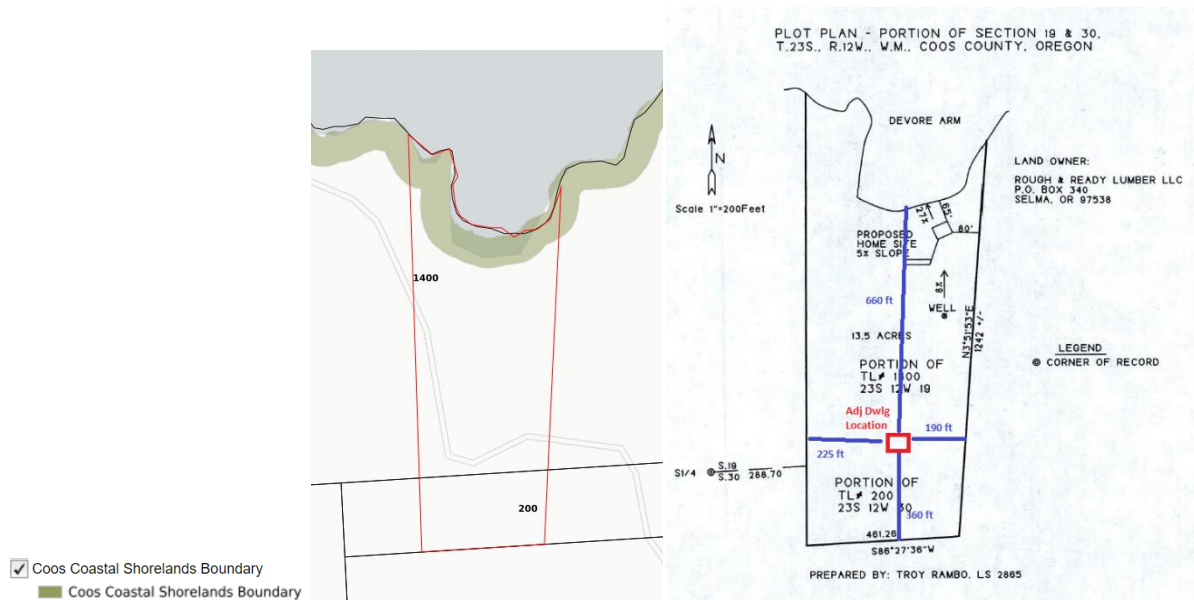 PLOT PLAN - PORTION OF SECTION 19 & 30,
T.23S., R.12W., W.M., COOS COUNTY, OREGON
DEVORE ARM
N
Scale 1"=200Feet
LAND OWNER:
ROUGH & READY LUMBER LLC
P.O. BOX 340
SELMA, OR 97538
27%
65'
80'
PROPOSED
HOME SITE
5% SLOPE
8%
660 ft
WELL
N3°51'53"E
1242 +/-
13.5 ACRES
LEGEND
CORNER OF RECORD
PORTION OF
TL# 1400
23S 12W 19
Adj Dwlg
Location
190 ft
225 ft
S1/4
S.19
S.30
288.70
PORTION OF
TL# 200
23S 12W 30
360 ft
461.26
S86°27'36"W
PREPARED BY: TROY RAMBO, LS 2865
1400
200
Coos Coastal Shorelands Boundary
Coos Coastal Shorelands Boundary